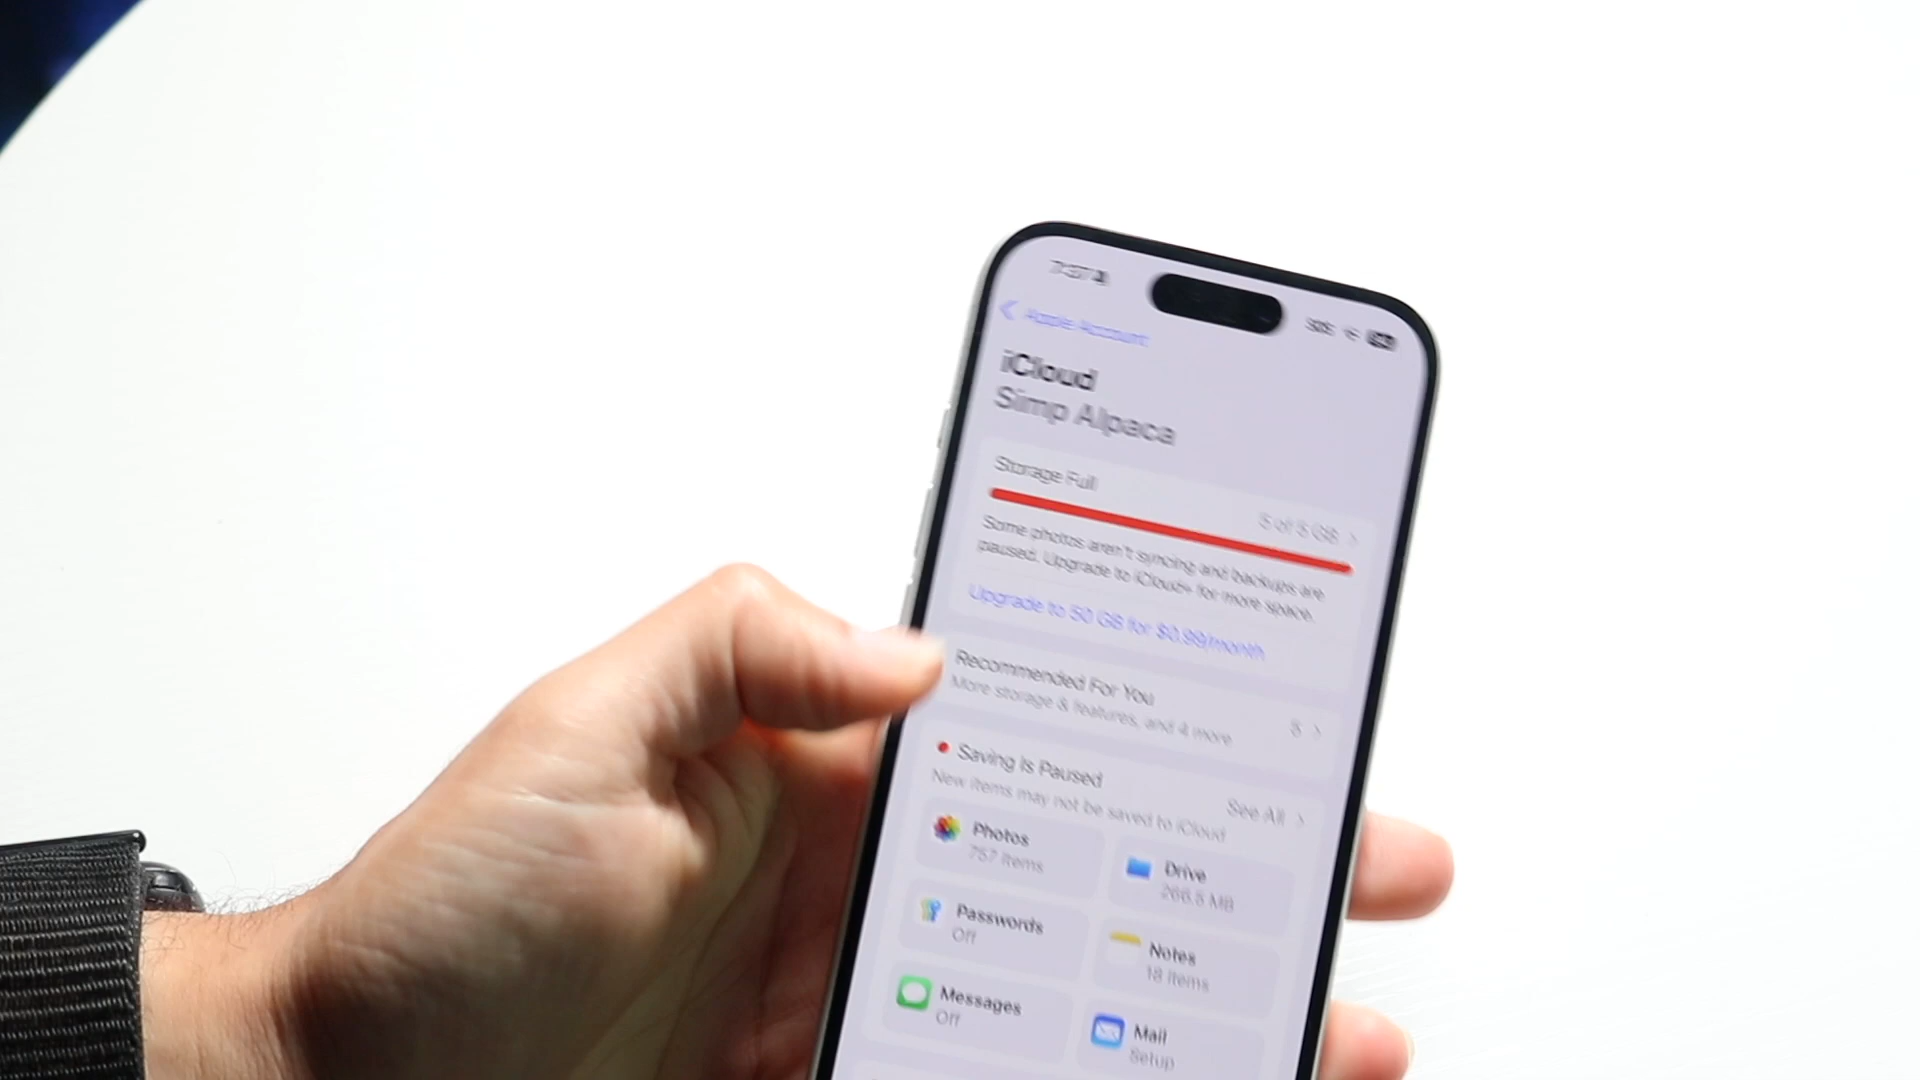 7:37
SOS
Apple Account
iCloud
Simp Alpaca
Storage Full
5 of 5 GB
Some photos aren't syncing and backups are
paused. Upgrade to iCloud+ for more space.
Upgrade to 50 GB for $0.99/month
Recommended For You
More storage & features, and 4 more
5
Saving Is Paused
New items may not be saved to iCloud
See All
Photos
757 items
Drive
266.5 MB
Passwords
Off
Notes
18 items
Messages
Off
Mail
Setup